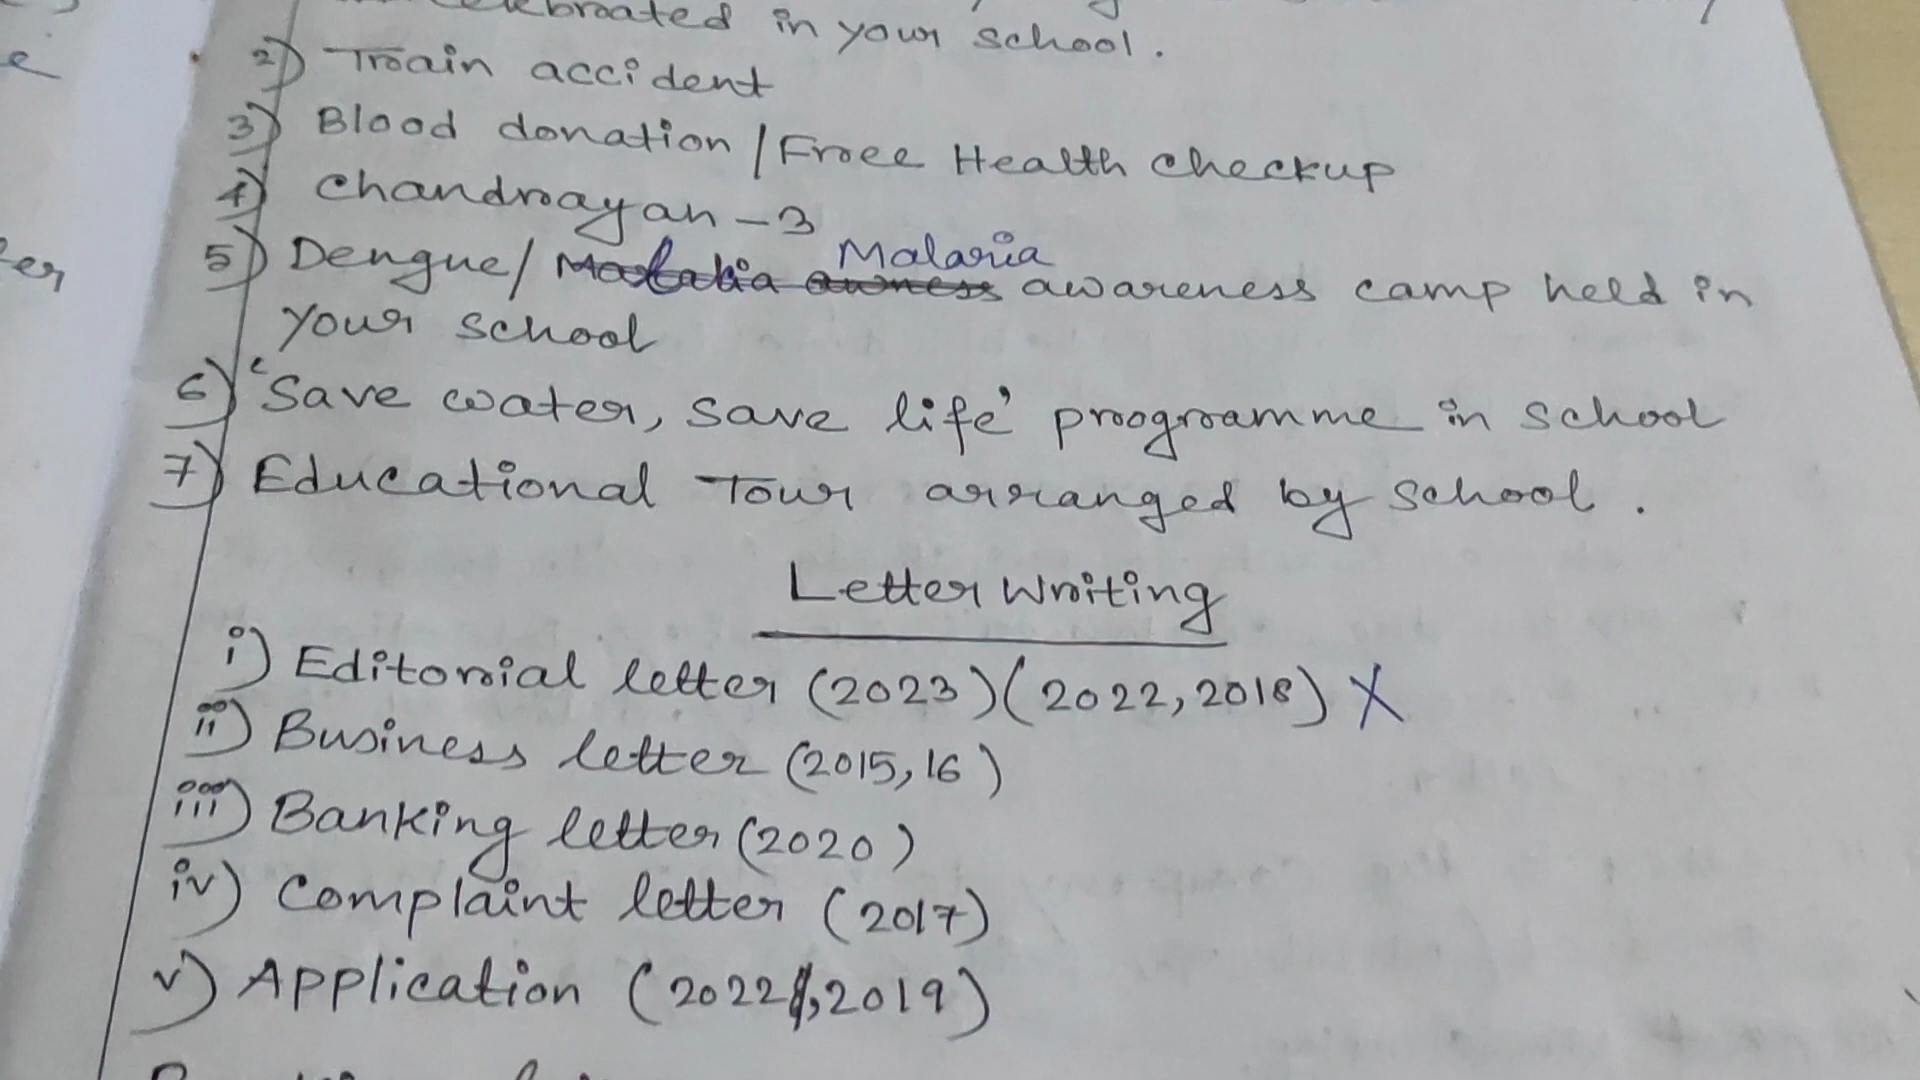 in your school.
2) Train accident
3) Blood donation / Free Health checkup
4) Chandrayan - 3
5) Dengue / Malaria awareness camp held in
your school
6) 'Save water, save life' programme in school
7) Educational Tour arranged by school.
Letter Writing
i) Editorial letter (2023) (2022, 2018) X
ii) Business letter (2015, 16)
iii) Banking letter (2020)
iv) Complaint letter (2017)
v) Application (2022, 2019)